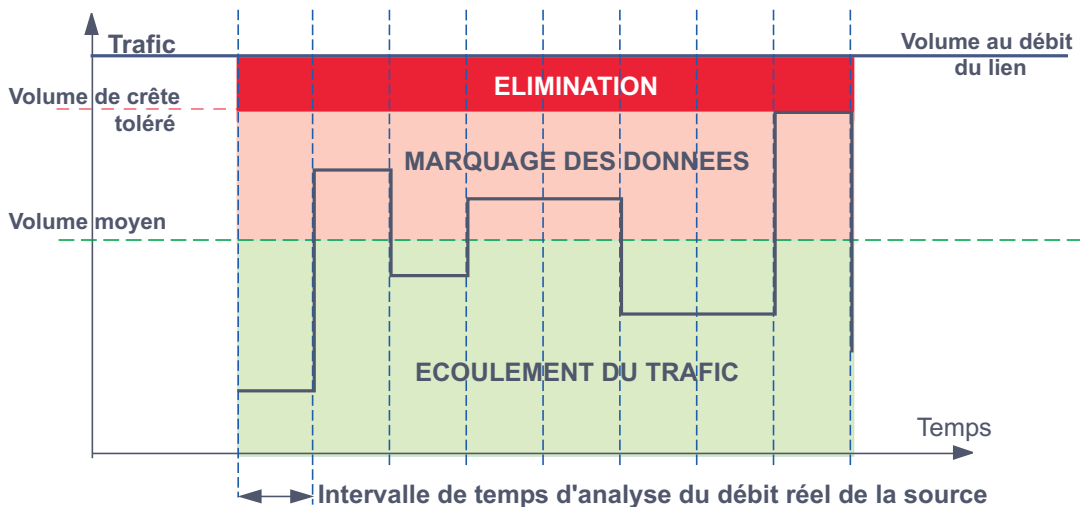 Trafic
Volume au débit
du lien
ELIMINATION
Volume de crête
toléré
MARQUAGE DES DONNEES
Volume moyen
ECOULEMENT DU TRAFIC
Temps
Intervalle de temps d'analyse du débit réel de la source